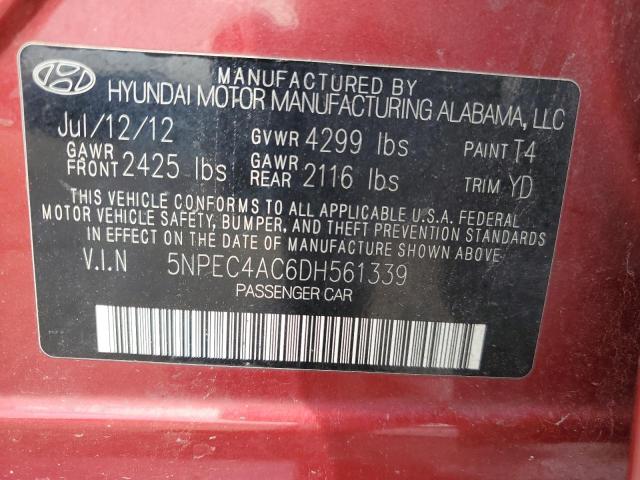 MANUFACTURED BY
HYUNDAI MOTOR MANUFACTURING ALABAMA, LLC
Jul/12/12 GVWR 4299 lbs PAINT T4
GAWR FRONT 2425 lbs GAWR REAR 2116 lbs TRIM YD
THIS VEHICLE CONFORMS TO ALL APPLICABLE U.S.A. FEDERAL
MOTOR VEHICLE SAFETY, BUMPER, AND THEFT PREVENTION STANDARDS
IN EFFECT ON THE DATE OF MANUFACTURE SHOWN ABOVE.
V.I.N 5NPEC4AC6DH561339
PASSENGER CAR